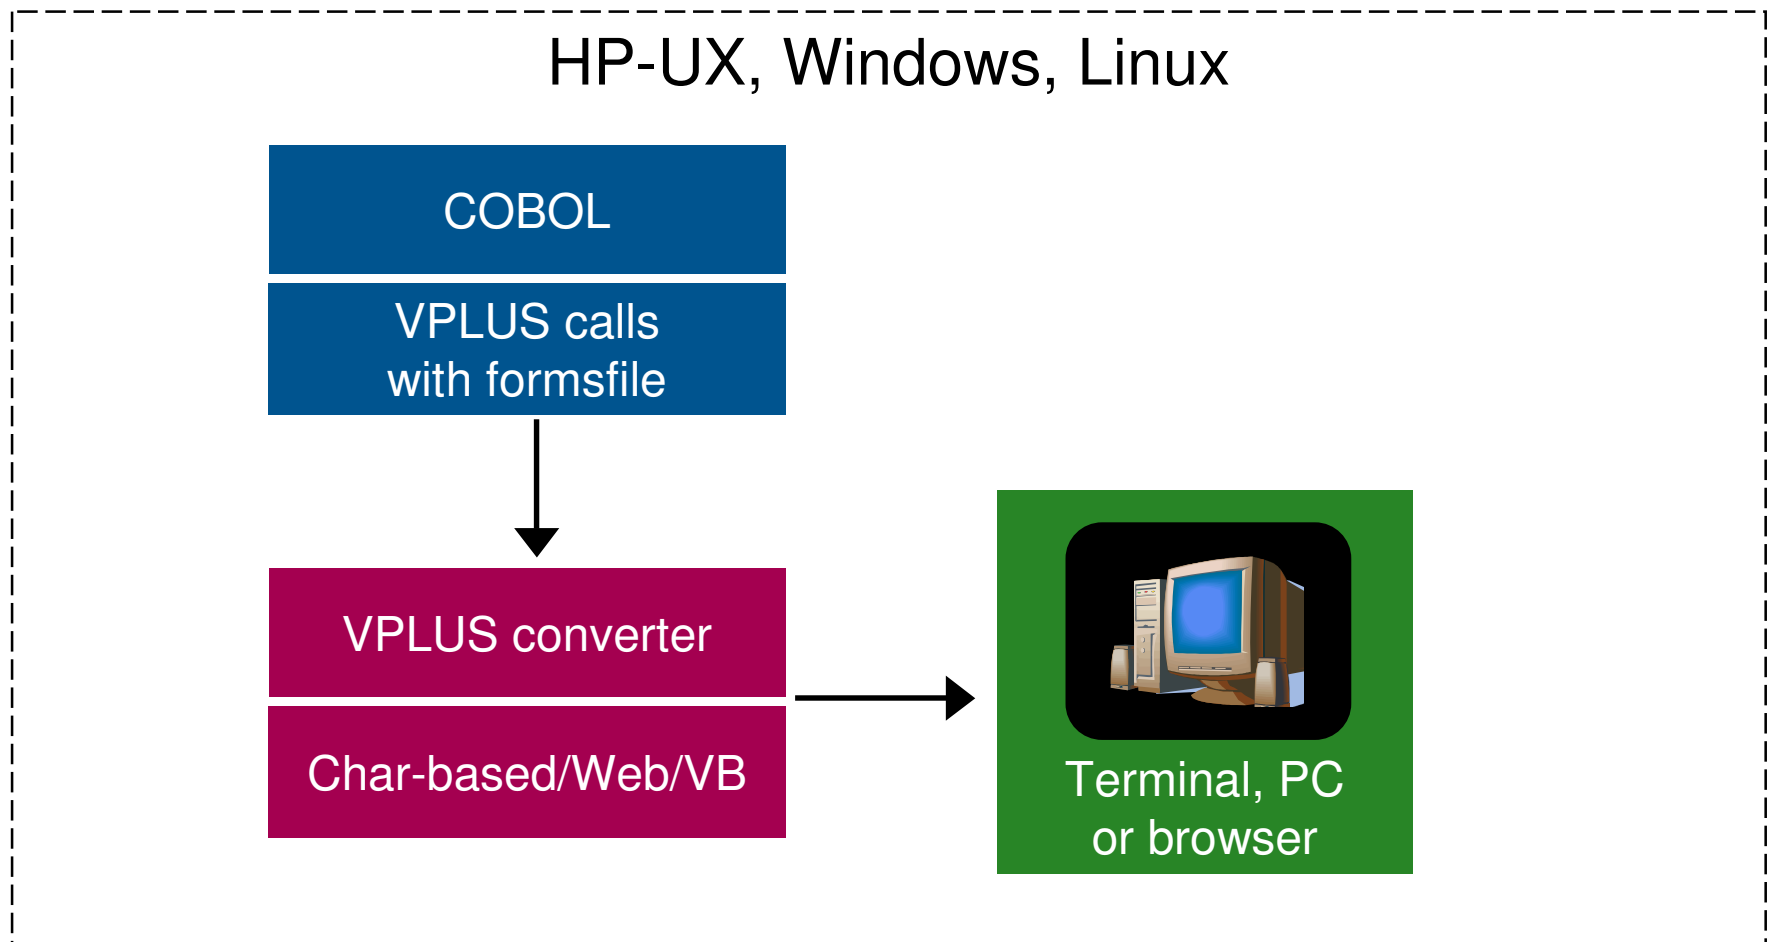 HP-UX, Windows, Linux
COBOL
VPLUS calls
with formsfile
VPLUS converter
Char-based/Web/VB
Terminal, PC
or browser